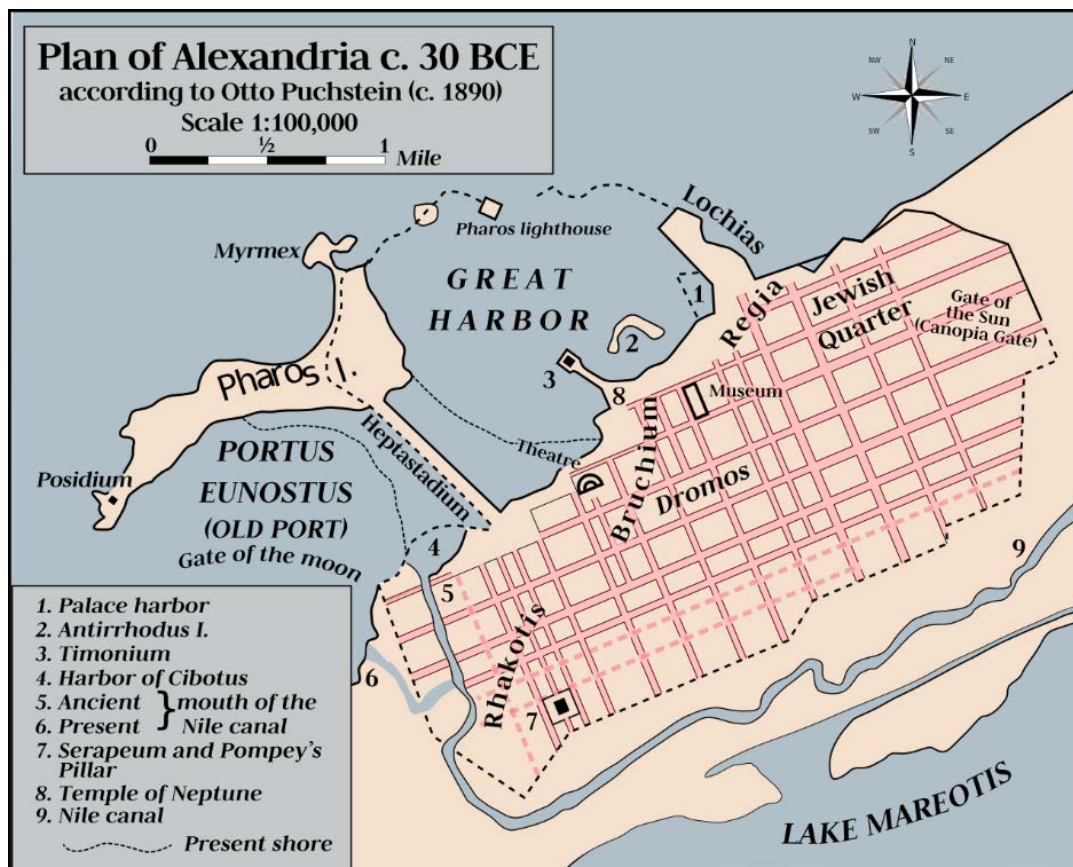 Plan of Alexandria c. 30 BCE
according to Otto Puchstein (c. 1890)
Scale 1:100,000
0 ½ 1
Mile
N
NW NE
W E
SW SE
S
Lochias
Pharos lighthouse
Myrmex
GREAT
HARBOR
1
Regia
Jewish
Quarter
Gate of
the Sun
(Canopia Gate)
2
3
8
Museum
Pharos I.
Heptastadium
Theatre
Bruchium
Dromos
PORTUS
EUNOSTUS
(OLD PORT)
Posidium
Gate of the moon
4
5
9
Rhakotis
6
7
LAKE MAREOTIS
1. Palace harbor
2. Antirrhodus I.
3. Timonium
4. Harbor of Cibotus
5. Ancient } mouth of the
6. Present Nile canal
7. Serapeum and Pompey's
Pillar
8. Temple of Neptune
9. Nile canal
Present shore